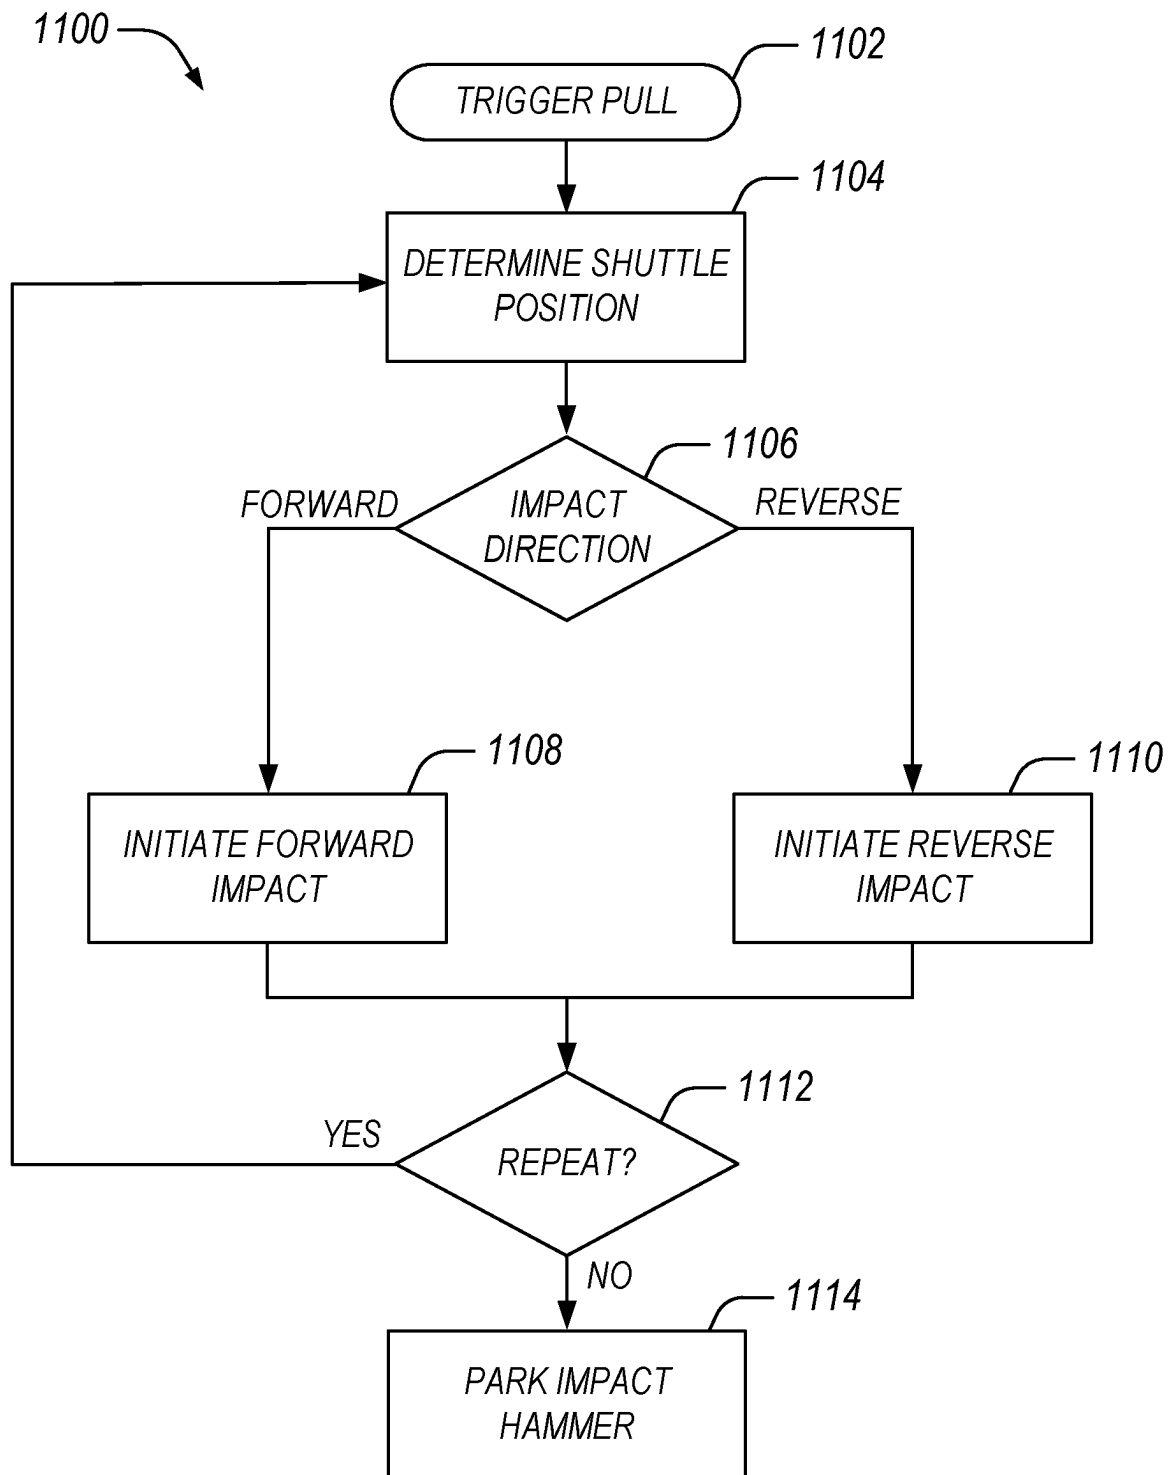 1100
1102
TRIGGER PULL
1104
DETERMINE SHUTTLE
POSITION
1106
FORWARD
IMPACT
DIRECTION
REVERSE
1108
1110
INITIATE FORWARD
IMPACT
INITIATE REVERSE
IMPACT
1112
YES
REPEAT?
NO
1114
PARK IMPACT
HAMMER